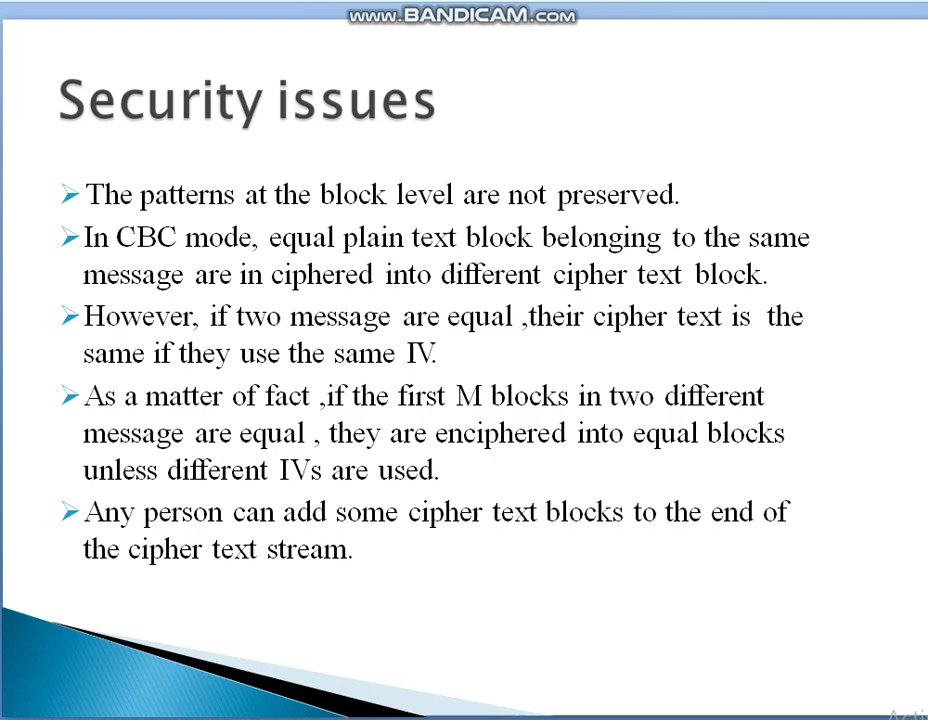 www.BANDICAM.com
Security issues
The patterns at the block level are not preserved.
In CBC mode, equal plain text block belonging to the same
message are in ciphered into different cipher text block.
However, if two message are equal ,their cipher text is the
same if they use the same IV.
As a matter of fact ,if the first M blocks in two different
message are equal , they are enciphered into equal blocks
unless different IVs are used.
Any person can add some cipher text blocks to the end of
the cipher text stream.